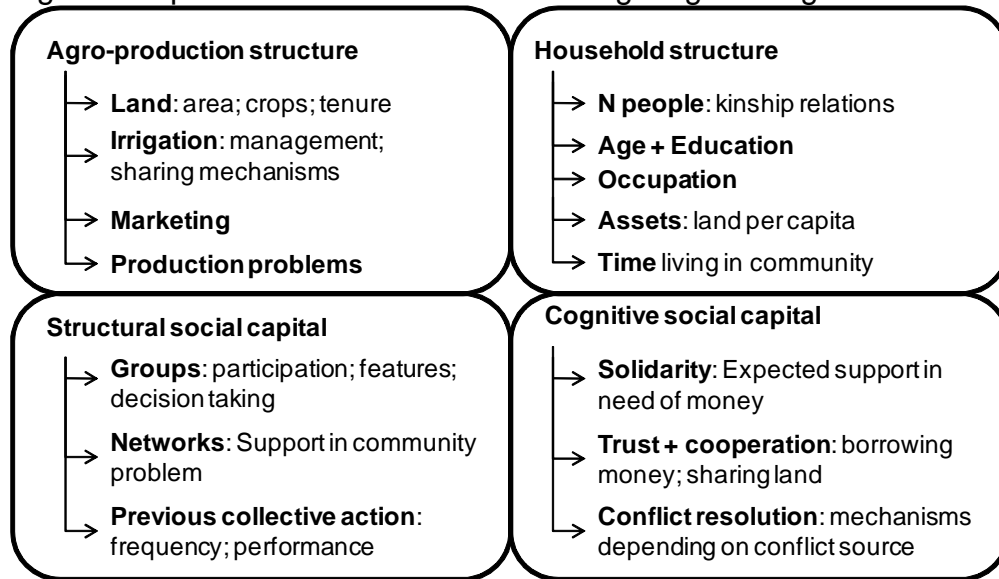 Agro-production structure
Land: area; crops; tenure
Irrigation: management;
sharing mechanisms
Marketing
Production problems
Household structure
N people: kinship relations
Age + Education
Occupation
Assets: land per capita
Time living in community
Structural social capital
Groups: participation; features;
decision taking
Networks: Support in community
problem
Previous collective action:
frequency; performance
Cognitive social capital
Solidarity: Expected support in
need of money
Trust + cooperation: borrowing
money; sharing land
Conflict resolution: mechanisms
depending on conflict source